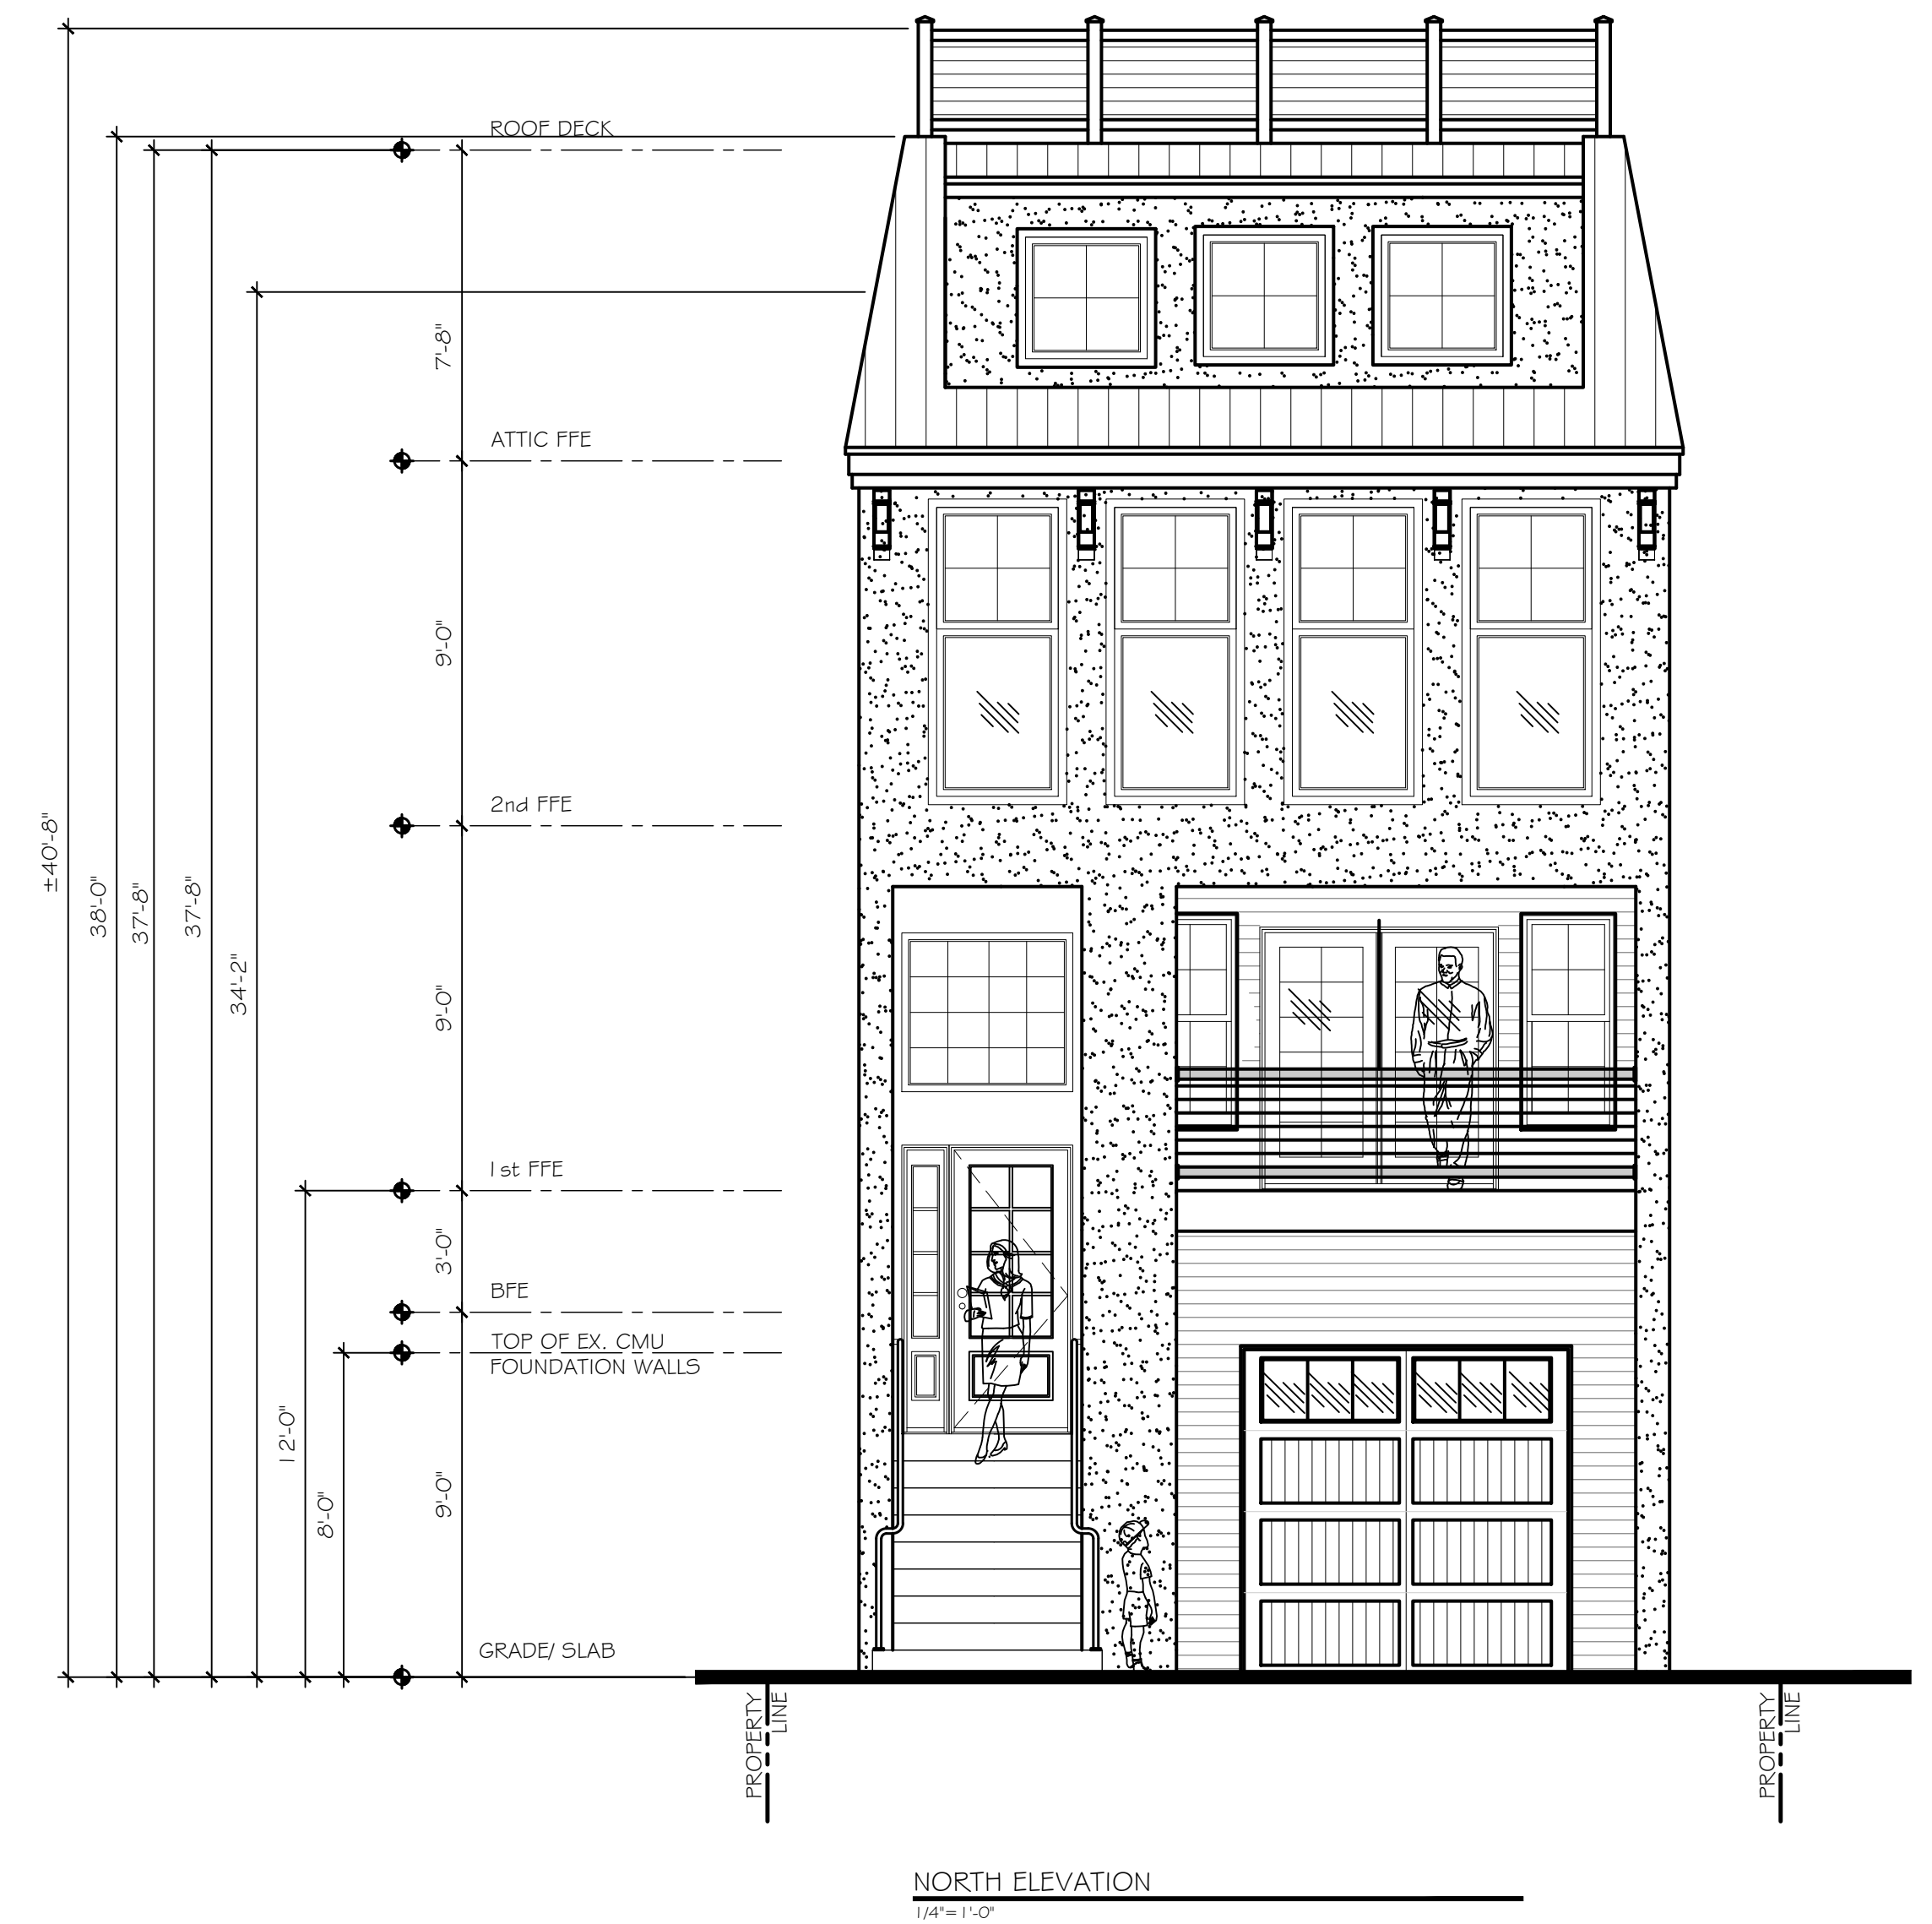 ROOF DECK
7'-8"
ATTIC FFE
9'-0"
2nd FFE
±40'-8"
38'-0"
37'-8"
37'-8"
34'-2"
9'-0"
1st FFE
3'-0"
BFE
TOP OF EX. CMU
FOUNDATION WALLS
12'-0"
8'-0"
9'-0"
GRADE/ SLAB
PROPERTY
LINE
PROPERTY
LINE
NORTH ELEVATION
1/4"= 1'-0"